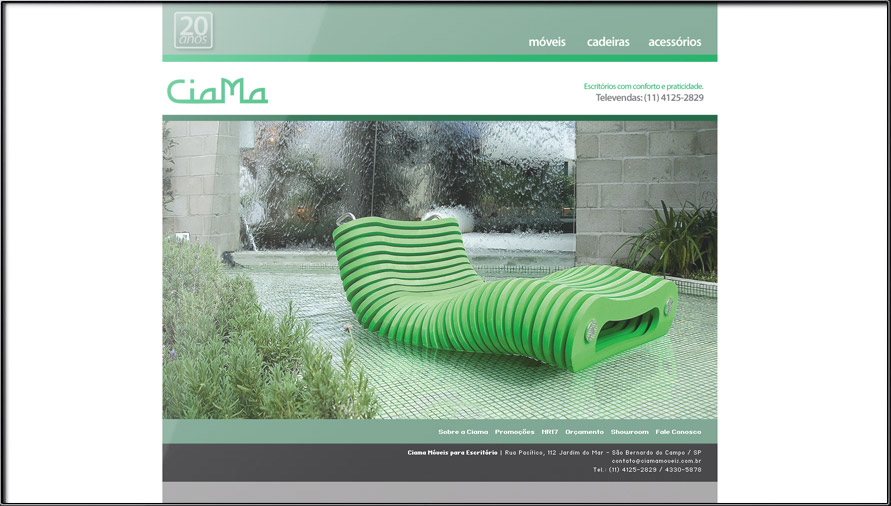 20
anos
móveis cadeiras acessórios
CiaMa
Escritórios com conforto e praticidade.
Televendas: (11) 4125-2829
Sobre a Ciama Promoções NR17 Orçamento Showroom Fale Conosco
Ciama Móveis para Escritório | Rua Pacífico, 112 Jardim do Mar - São Bernardo do Campo / SP
contato@ciamamoveis.com.br
Tel.: (11) 4125-2829 / 4330-5878